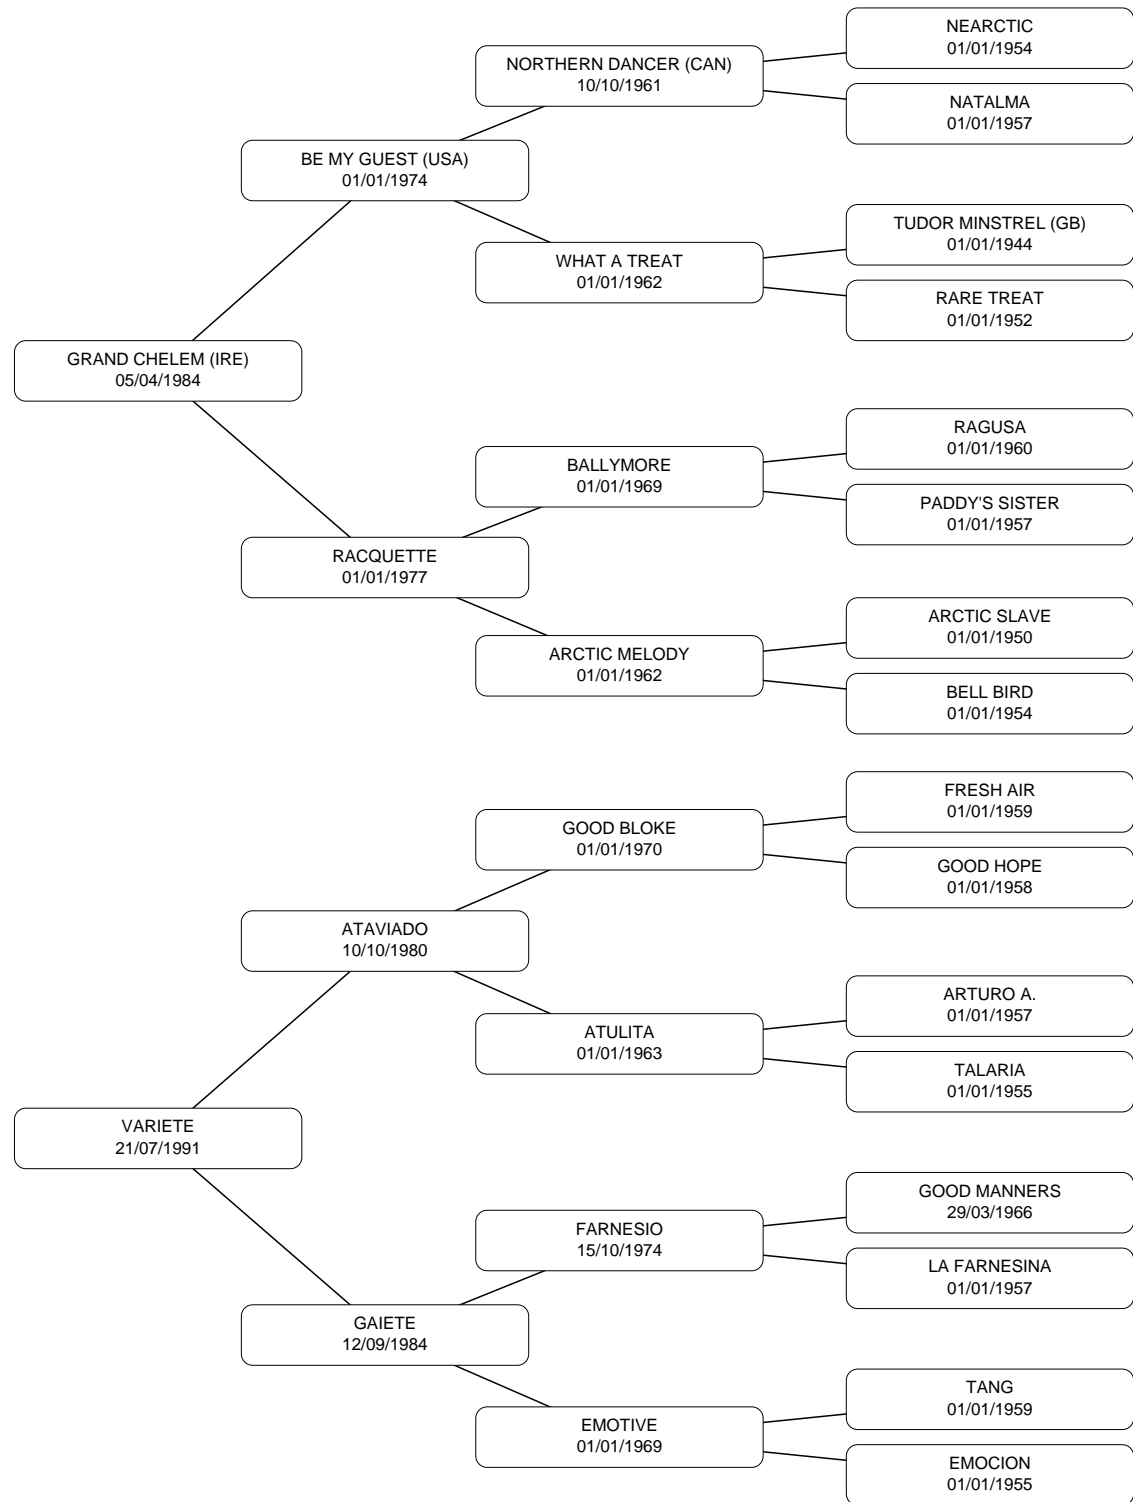 NEARCTIC
01/01/1954
NORTHERN DANCER (CAN)
10/10/1961
NATALMA
01/01/1957
BE MY GUEST (USA)
01/01/1974
TUDOR MINSTREL (GB)
01/01/1944
WHAT A TREAT
01/01/1962
RARE TREAT
01/01/1952
GRAND CHELEM (IRE)
05/04/1984
RAGUSA
01/01/1960
BALLYMORE
01/01/1969
PADDY'S SISTER
01/01/1957
RACQUETTE
01/01/1977
ARCTIC SLAVE
01/01/1950
ARCTIC MELODY
01/01/1962
BELL BIRD
01/01/1954
FRESH AIR
01/01/1959
GOOD BLOKE
01/01/1970
GOOD HOPE
01/01/1958
ATAVIADO
10/10/1980
ARTURO A.
01/01/1957
ATULITA
01/01/1963
TALARIA
01/01/1955
VARIETE
21/07/1991
GOOD MANNERS
29/03/1966
FARNESIO
15/10/1974
LA FARNESINA
01/01/1957
GAIETE
12/09/1984
TANG
01/01/1959
EMOTIVE
01/01/1969
EMOCION
01/01/1955